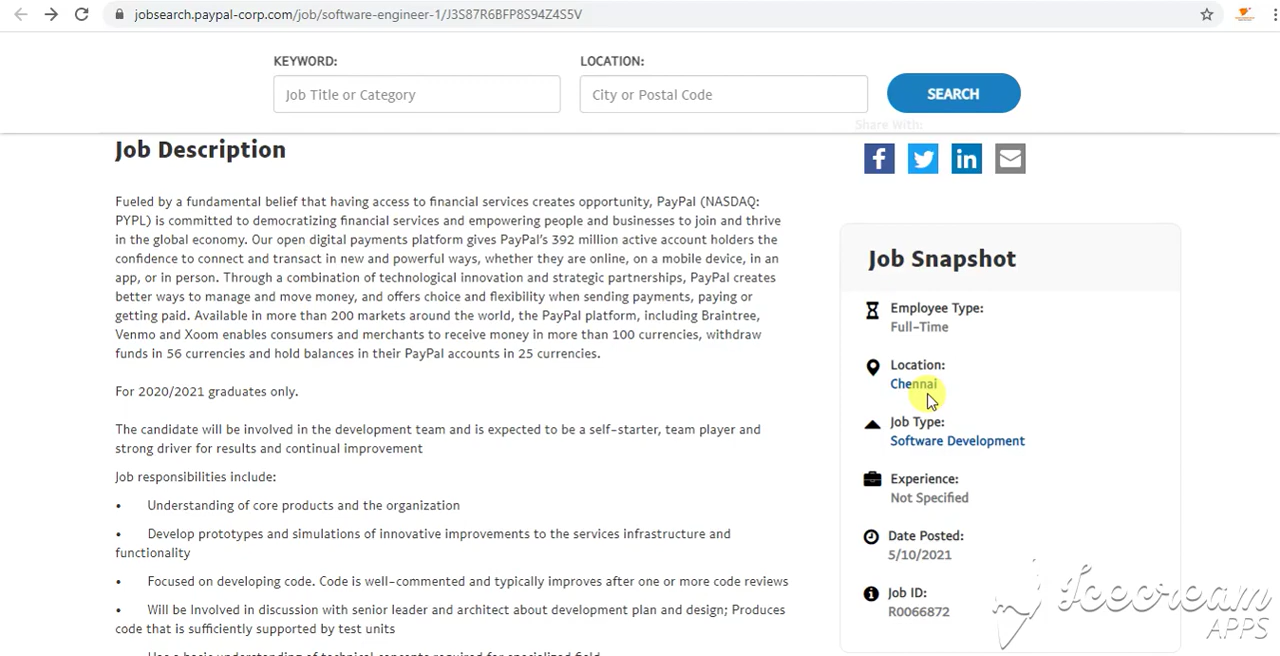 jobsearch.paypal-corp.com/job/software-engineer-1/J3S87R6BFP8S94Z4S5V
KEYWORD:
LOCATION:
Job Title or Category
City or Postal Code
SEARCH
Share With:
Job Description
Fueled by a fundamental belief that having access to financial services creates opportunity, PayPal (NASDAQ:
PYPL) is committed to democratizing financial services and empowering people and businesses to join and thrive
in the global economy. Our open digital payments platform gives PayPal's 392 million active account holders the
confidence to connect and transact in new and powerful ways, whether they are online, on a mobile device, in an
app, or in person. Through a combination of technological innovation and strategic partnerships, PayPal creates
better ways to manage and move money, and offers choice and flexibility when sending payments, paying or
getting paid. Available in more than 200 markets around the world, the PayPal platform, including Braintree,
Venmo and Xoom enables consumers and merchants to receive money in more than 100 currencies, withdraw
funds in 56 currencies and hold balances in their PayPal accounts in 25 currencies.
For 2020/2021 graduates only.
The candidate will be involved in the development team and is expected to be a self-starter, team player and
strong driver for results and continual improvement
Job responsibilities include:
• Understanding of core products and the organization
• Develop prototypes and simulations of innovative improvements to the services infrastructure and
functionality
• Focused on developing code. Code is well-commented and typically improves after one or more code reviews
• Will be Involved in discussion with senior leader and architect about development plan and design; Produces
code that is sufficiently supported by test units
• Use a basic understanding of technical concepts required for specialized field
Job Snapshot
Employee Type:
Full-Time
Location:
Chennai
Job Type:
Software Development
Experience:
Not Specified
Date Posted:
5/10/2021
Job ID:
R0066872
Icecream
APPS